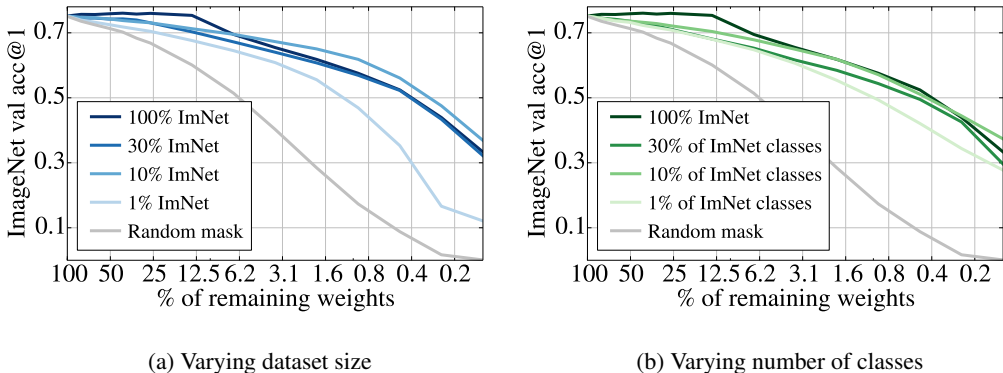 ImageNet val acc@1
0.7
0.5
0.3
0.1
100% ImNet
30% ImNet
10% ImNet
1% ImNet
Random mask
100 50 25 12.5 6.2 3.1 1.6 0.8 0.4 0.2
% of remaining weights
(a) Varying dataset size
ImageNet val acc@1
0.7
0.5
0.3
0.1
100% ImNet
30% of ImNet classes
10% of ImNet classes
1% of ImNet classes
Random mask
100 50 25 12.5 6.2 3.1 1.6 0.8 0.4 0.2
% of remaining weights
(b) Varying number of classes